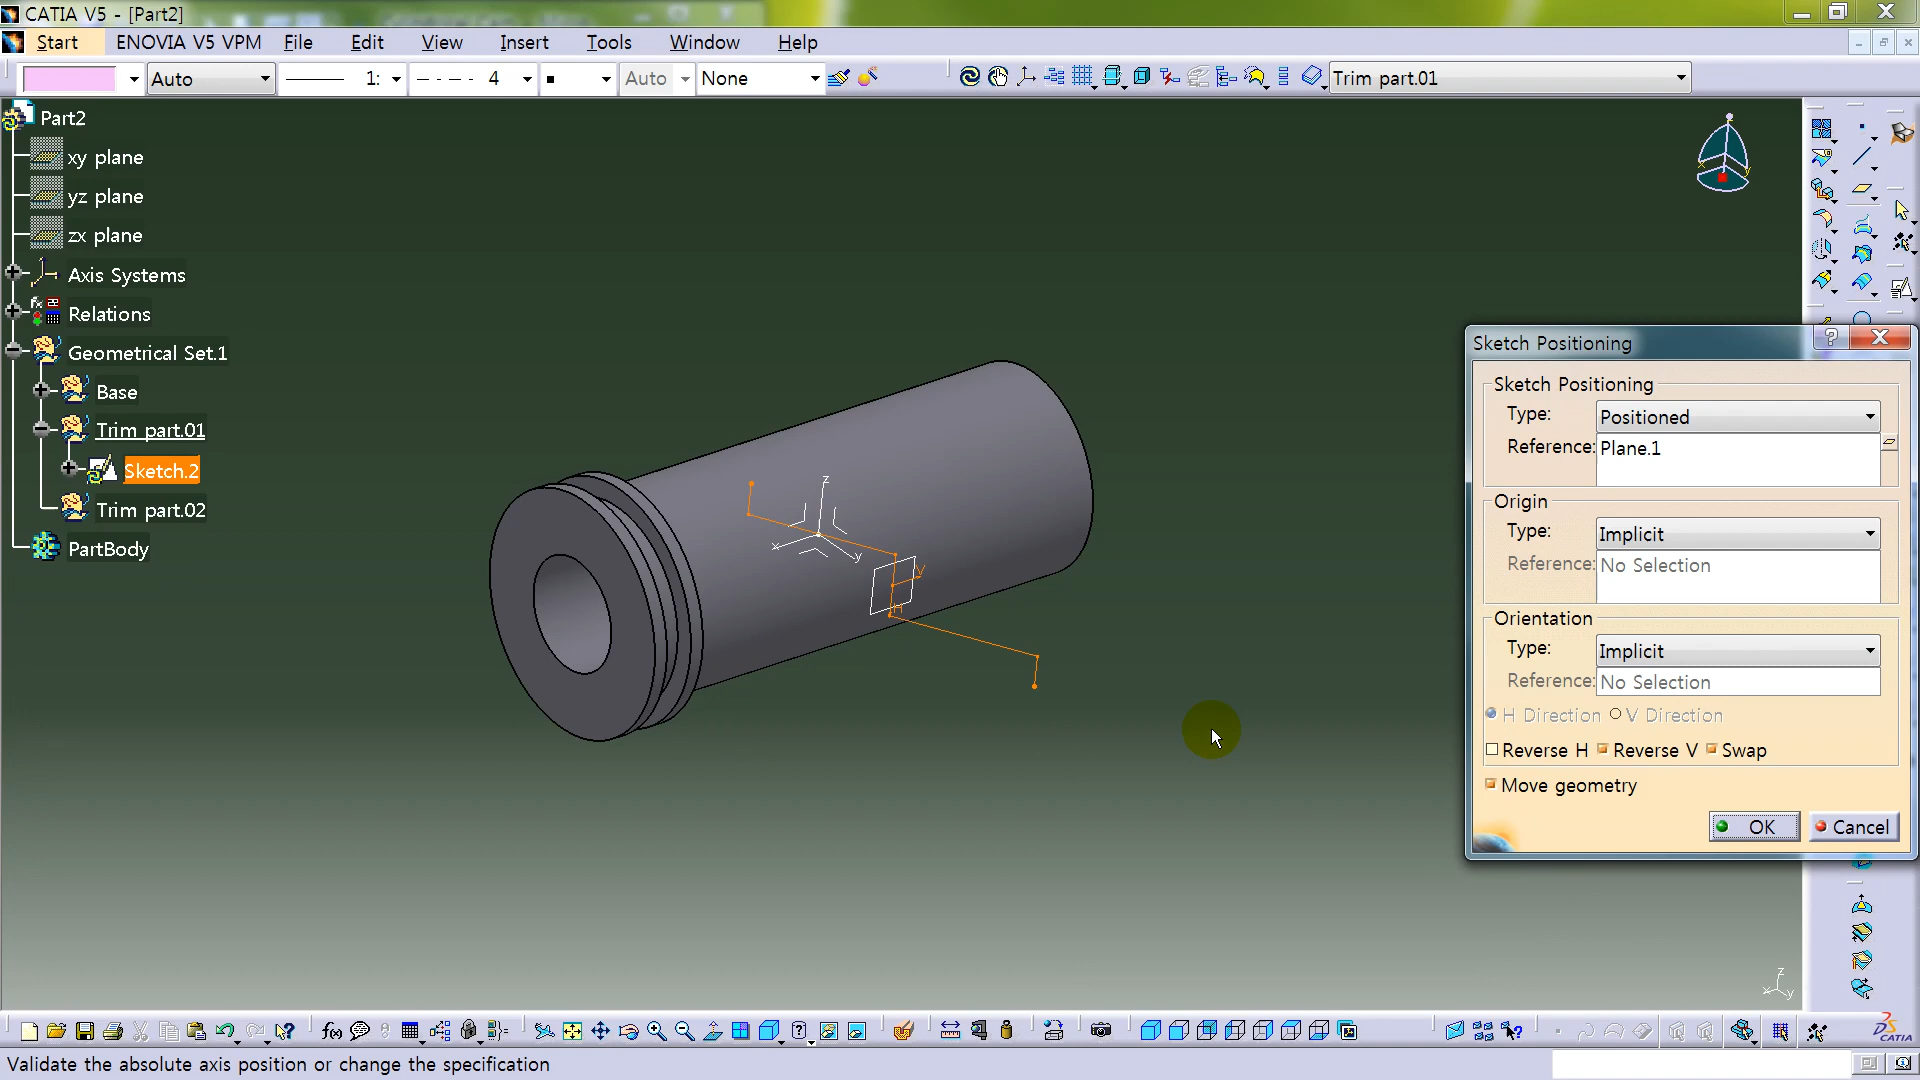 CATIA V5 - [Part2]
Start ENOVIA V5 VPM File Edit View Insert Tools Window Help
Auto 1: 4 Auto None Trim part.01
Part2
xy plane
yz plane
zx plane
Axis Systems
Relations
Geometrical Set.1
Base
Trim part.01
Sketch.2
Trim part.02
PartBody
z
x
y
V
H
Sketch Positioning
Sketch Positioning
Type: Positioned
Reference: Plane.1
Origin
Type: Implicit
Reference: No Selection
Orientation
Type: Implicit
Reference: No Selection
H Direction V Direction
Reverse H Reverse V Swap
Move geometry
OK Cancel
z
x y
CATIA
Validate the absolute axis position or change the specification